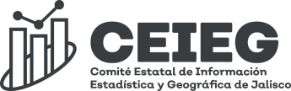 CEIEG
Comité Estatal de Información
Estadística y Geográfica de Jalisco